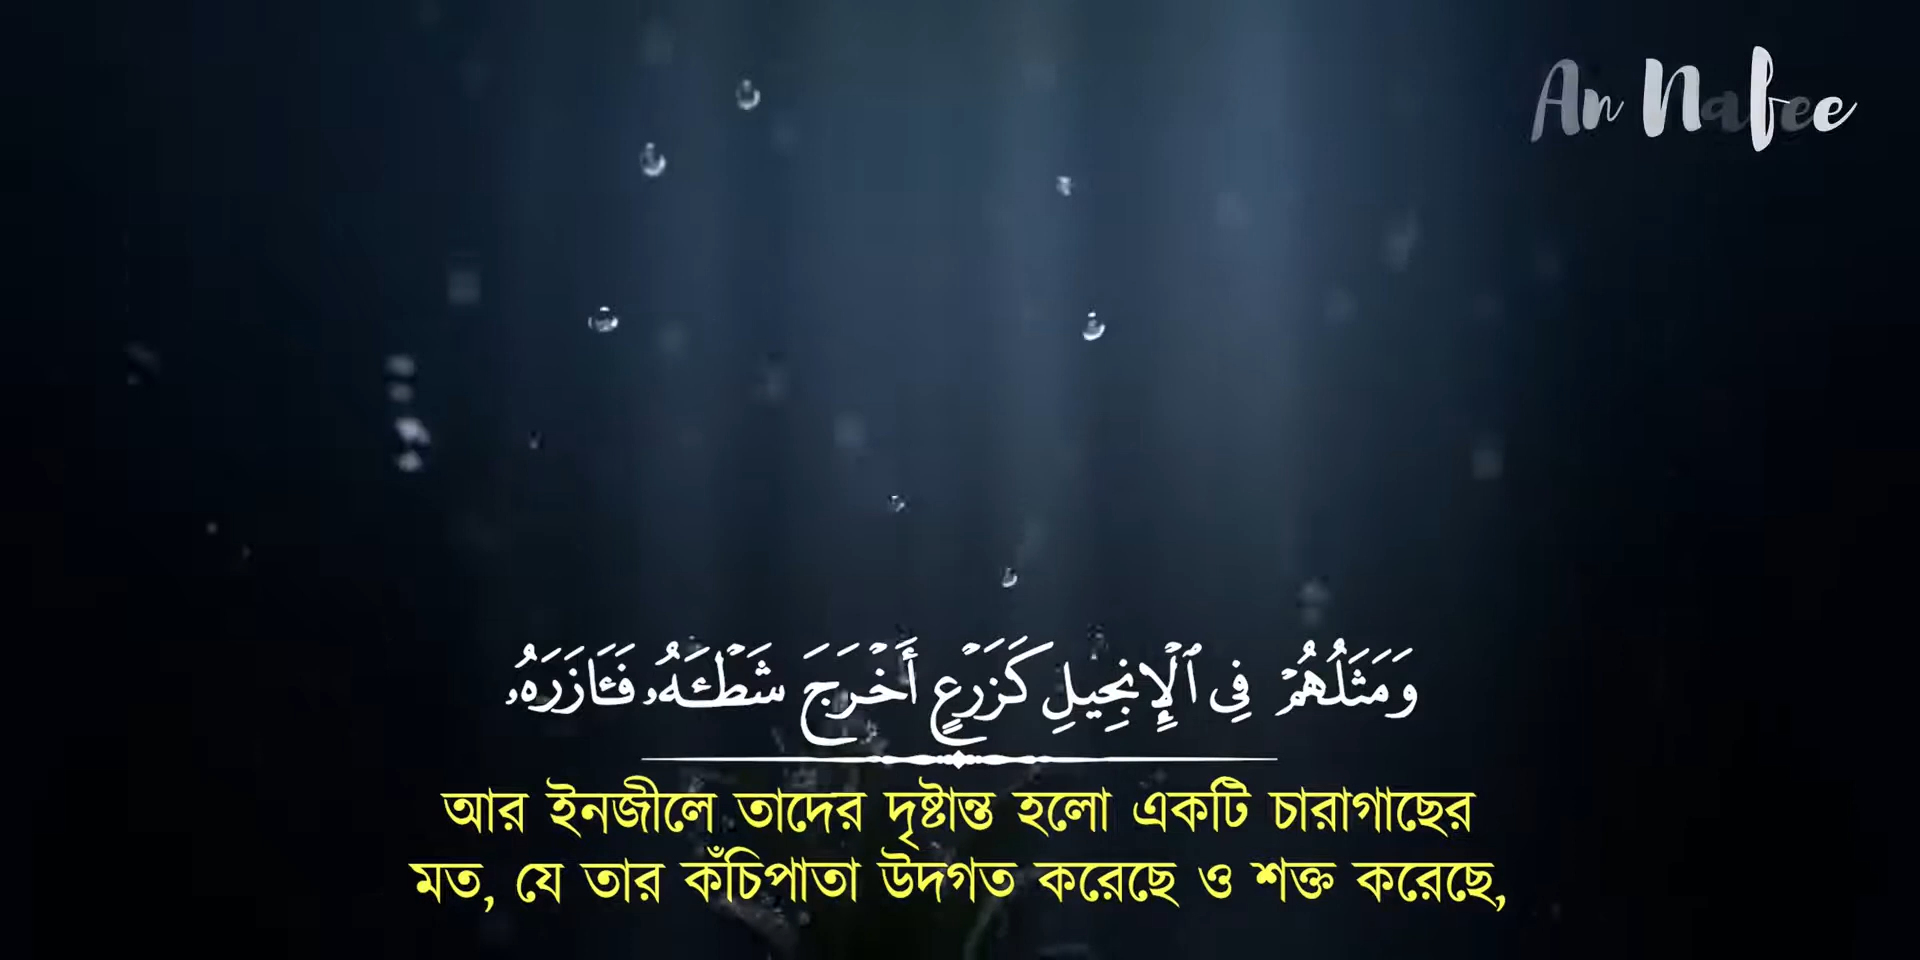 An Nafee
وَمَثَلُهُمْ فِى ٱلْإِنجِيلِ كَزَرْعٍ أَخْرَجَ شَطْـَٔهُۥ فَـَٔازَرَهُۥ
আর ইনজীলে তাদের দৃষ্টান্ত হলো একটি চারাগাছের
মত, যে তার কঁচিপাতা উদগত করেছে ও শক্ত করেছে,